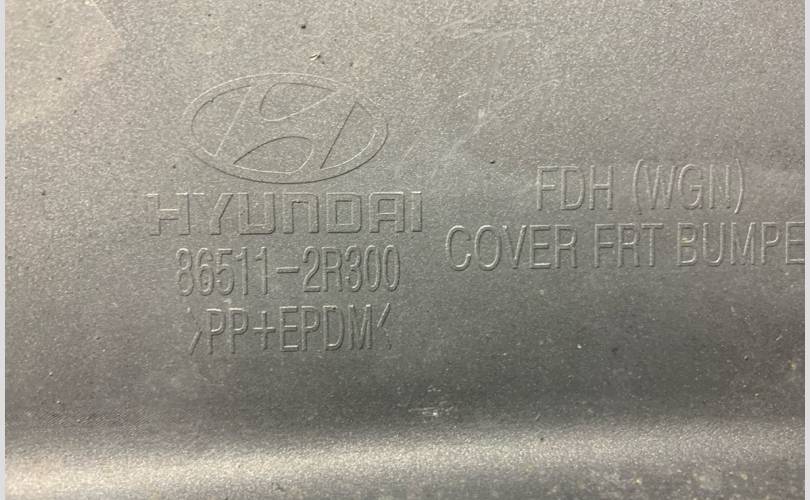 HYUNDAI
86511-2R300
>PP+EPDM<
FDH (WGN)
COVER FRT BUMPE